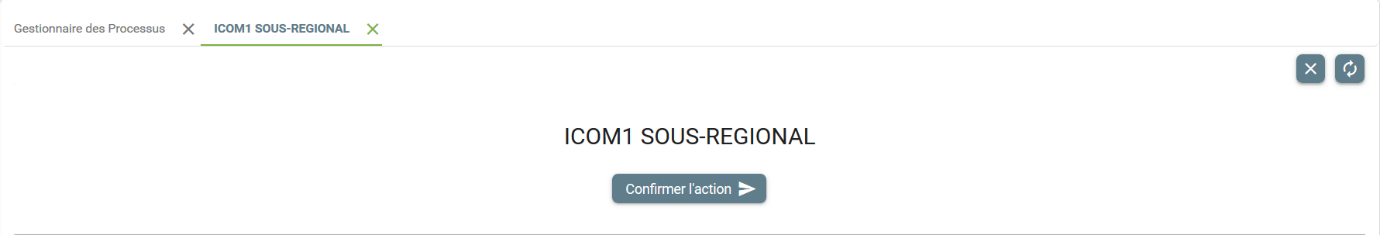 Gestionnaire des Processus ICOM1 SOUS-REGIONAL
ICOM1 SOUS-REGIONAL
Confirmer l'action